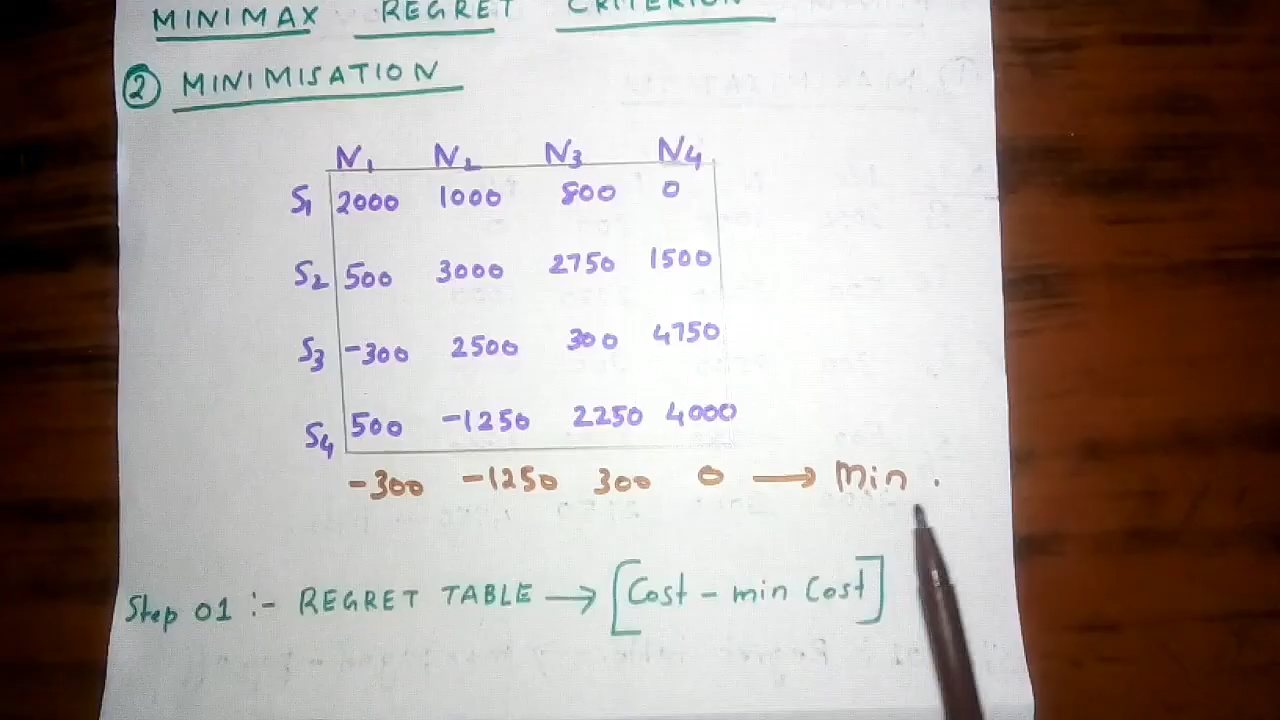 MINIMAX REGRET CRITERION
② MINIMISATION
N₁ N₂ N₃ N₄
S₁ 2000 1000 800 0
S₂ 500 3000 2750 1500
S₃ -300 2500 300 4750
S₄ 500 -1250 2250 4000
-300 -1250 300 0 → Min.
Step 01 :- REGRET TABLE → [Cost - min Cost]